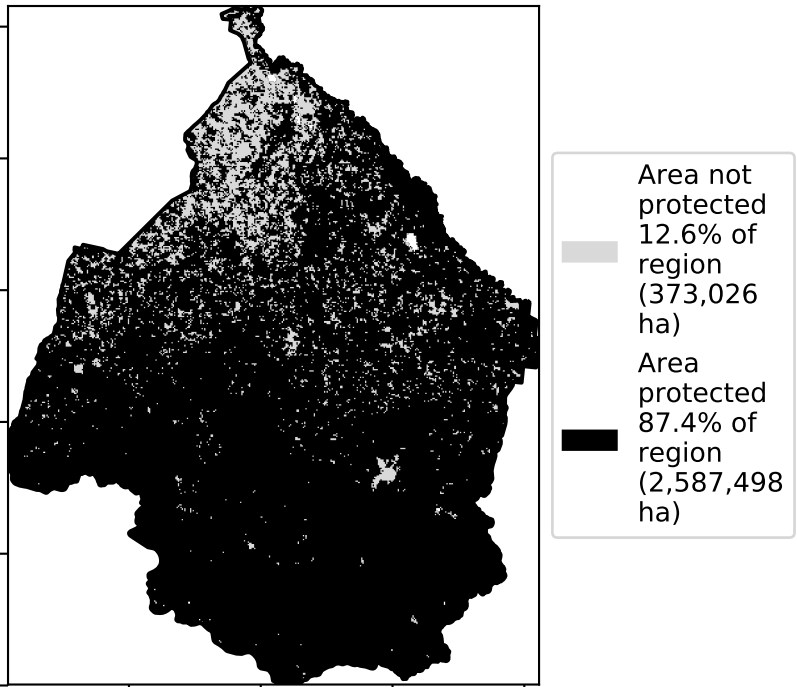 Area not
protected
12.6% of
region
(373,026
ha)
Area
protected
87.4% of
region
(2,587,498
ha)